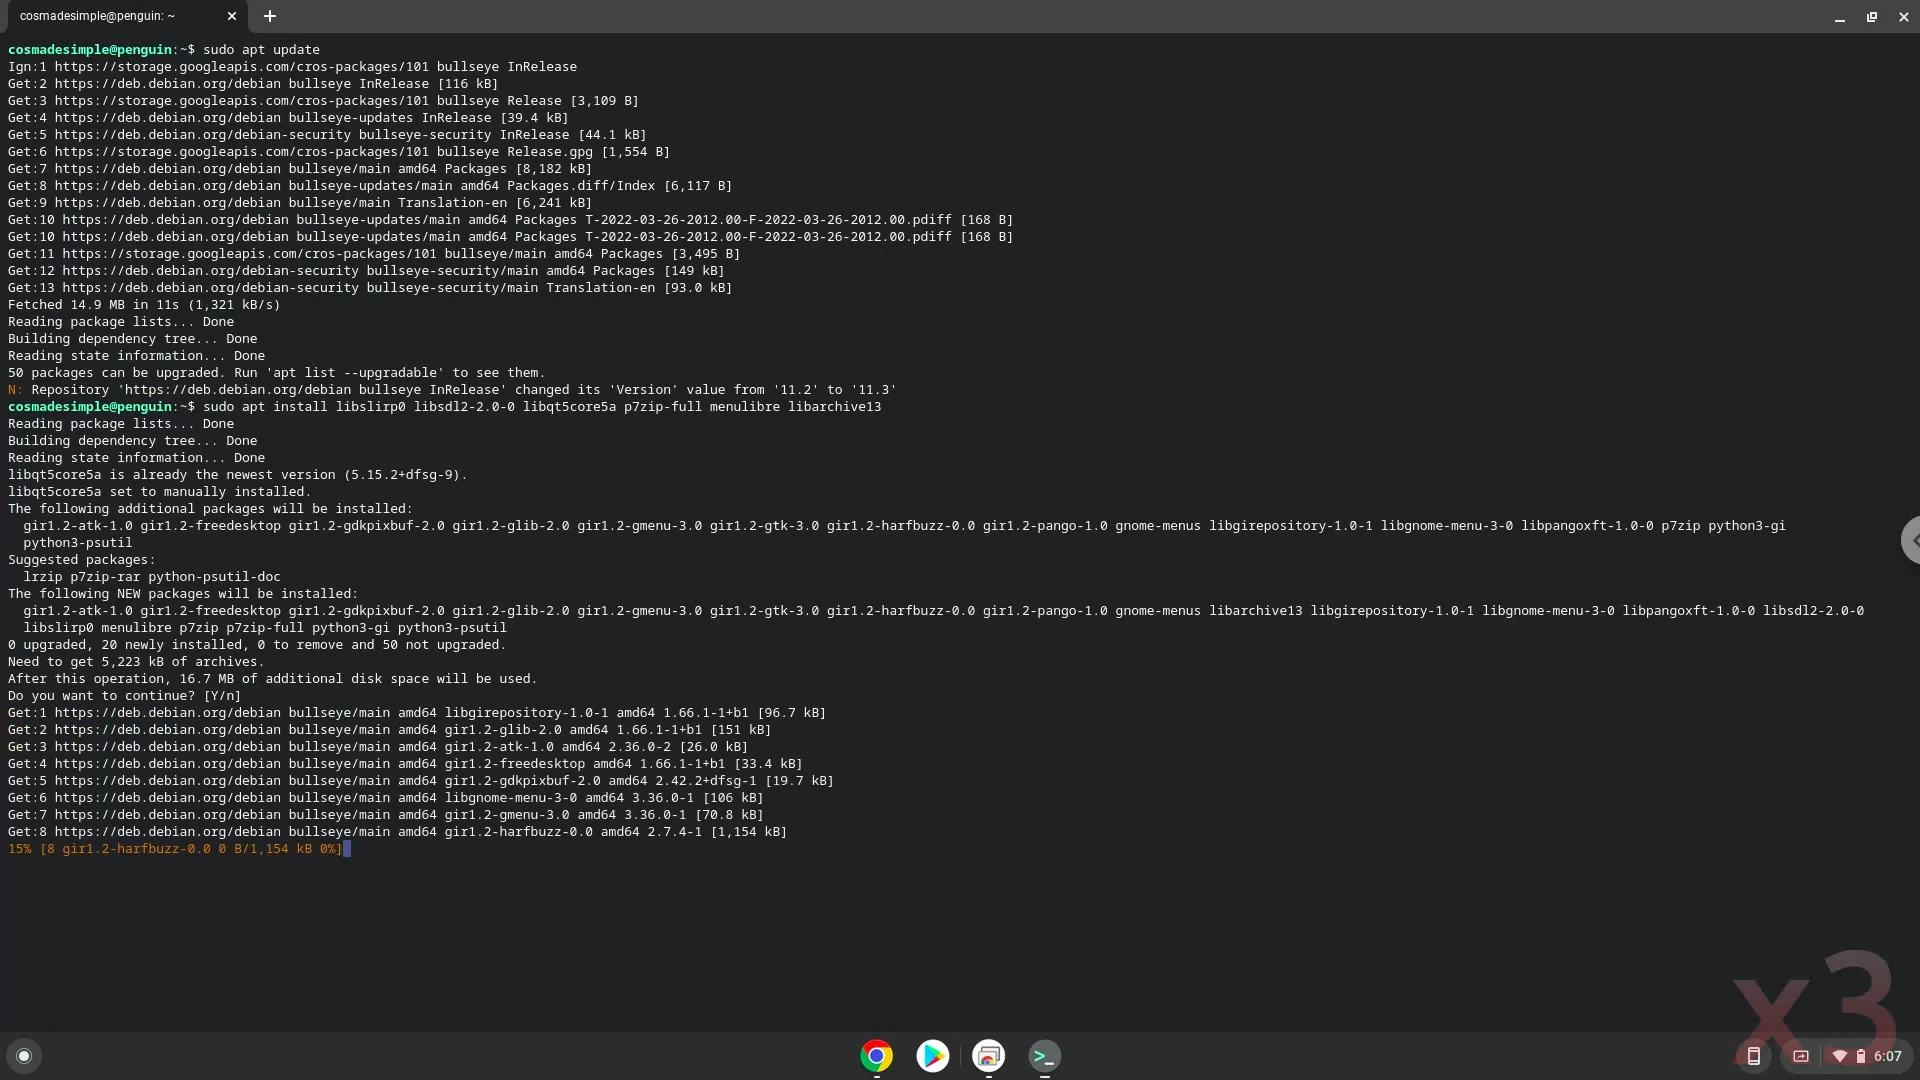 cosmadesimple@penguin: ~
cosmadesimple@penguin:~$ sudo apt update
Ign:1 https://storage.googleapis.com/cros-packages/101 bullseye InRelease
Get:2 https://deb.debian.org/debian bullseye InRelease [116 kB]
Get:3 https://storage.googleapis.com/cros-packages/101 bullseye Release [3,109 B]
Get:4 https://deb.debian.org/debian bullseye-updates InRelease [39.4 kB]
Get:5 https://deb.debian.org/debian-security bullseye-security InRelease [44.1 kB]
Get:6 https://storage.googleapis.com/cros-packages/101 bullseye Release.gpg [1,554 B]
Get:7 https://deb.debian.org/debian bullseye/main amd64 Packages [8,182 kB]
Get:8 https://deb.debian.org/debian bullseye-updates/main amd64 Packages.diff/Index [6,117 B]
Get:9 https://deb.debian.org/debian bullseye/main Translation-en [6,241 kB]
Get:10 https://deb.debian.org/debian bullseye-updates/main amd64 Packages T-2022-03-26-2012.00-F-2022-03-26-2012.00.pdiff [168 B]
Get:10 https://deb.debian.org/debian bullseye-updates/main amd64 Packages T-2022-03-26-2012.00-F-2022-03-26-2012.00.pdiff [168 B]
Get:11 https://storage.googleapis.com/cros-packages/101 bullseye/main amd64 Packages [3,495 B]
Get:12 https://deb.debian.org/debian-security bullseye-security/main amd64 Packages [149 kB]
Get:13 https://deb.debian.org/debian-security bullseye-security/main Translation-en [93.0 kB]
Fetched 14.9 MB in 11s (1,321 kB/s)
Reading package lists... Done
Building dependency tree... Done
Reading state information... Done
50 packages can be upgraded. Run 'apt list --upgradable' to see them.
N: Repository 'https://deb.debian.org/debian bullseye InRelease' changed its 'Version' value from '11.2' to '11.3'
cosmadesimple@penguin:~$ sudo apt install libslirp0 libsdl2-2.0-0 libqt5core5a p7zip-full menulibre libarchive13
Reading package lists... Done
Building dependency tree... Done
Reading state information... Done
libqt5core5a is already the newest version (5.15.2+dfsg-9).
libqt5core5a set to manually installed.
The following additional packages will be installed:
gir1.2-atk-1.0 gir1.2-freedesktop gir1.2-gdkpixbuf-2.0 gir1.2-glib-2.0 gir1.2-gmenu-3.0 gir1.2-gtk-3.0 gir1.2-harfbuzz-0.0 gir1.2-pango-1.0 gnome-menus libgirepository-1.0-1 libgnome-menu-3-0 libpangoxft-1.0-0 p7zip python3-gi
python3-psutil
Suggested packages:
lrzip p7zip-rar python-psutil-doc
The following NEW packages will be installed:
gir1.2-atk-1.0 gir1.2-freedesktop gir1.2-gdkpixbuf-2.0 gir1.2-glib-2.0 gir1.2-gmenu-3.0 gir1.2-gtk-3.0 gir1.2-harfbuzz-0.0 gir1.2-pango-1.0 gnome-menus libarchive13 libgirepository-1.0-1 libgnome-menu-3-0 libpangoxft-1.0-0 libsdl2-2.0-0
libslirp0 menulibre p7zip p7zip-full python3-gi python3-psutil
0 upgraded, 20 newly installed, 0 to remove and 50 not upgraded.
Need to get 5,223 kB of archives.
After this operation, 16.7 MB of additional disk space will be used.
Do you want to continue? [Y/n]
Get:1 https://deb.debian.org/debian bullseye/main amd64 libgirepository-1.0-1 amd64 1.66.1-1+b1 [96.7 kB]
Get:2 https://deb.debian.org/debian bullseye/main amd64 gir1.2-glib-2.0 amd64 1.66.1-1+b1 [151 kB]
Get:3 https://deb.debian.org/debian bullseye/main amd64 gir1.2-atk-1.0 amd64 2.36.0-2 [26.0 kB]
Get:4 https://deb.debian.org/debian bullseye/main amd64 gir1.2-freedesktop amd64 1.66.1-1+b1 [33.4 kB]
Get:5 https://deb.debian.org/debian bullseye/main amd64 gir1.2-gdkpixbuf-2.0 amd64 2.42.2+dfsg-1 [19.7 kB]
Get:6 https://deb.debian.org/debian bullseye/main amd64 libgnome-menu-3-0 amd64 3.36.0-1 [106 kB]
Get:7 https://deb.debian.org/debian bullseye/main amd64 gir1.2-gmenu-3.0 amd64 3.36.0-1 [70.8 kB]
Get:8 https://deb.debian.org/debian bullseye/main amd64 gir1.2-harfbuzz-0.0 amd64 2.7.4-1 [1,154 kB]
15% [8 gir1.2-harfbuzz-0.0 0 B/1,154 kB 0%]
x3
6:07